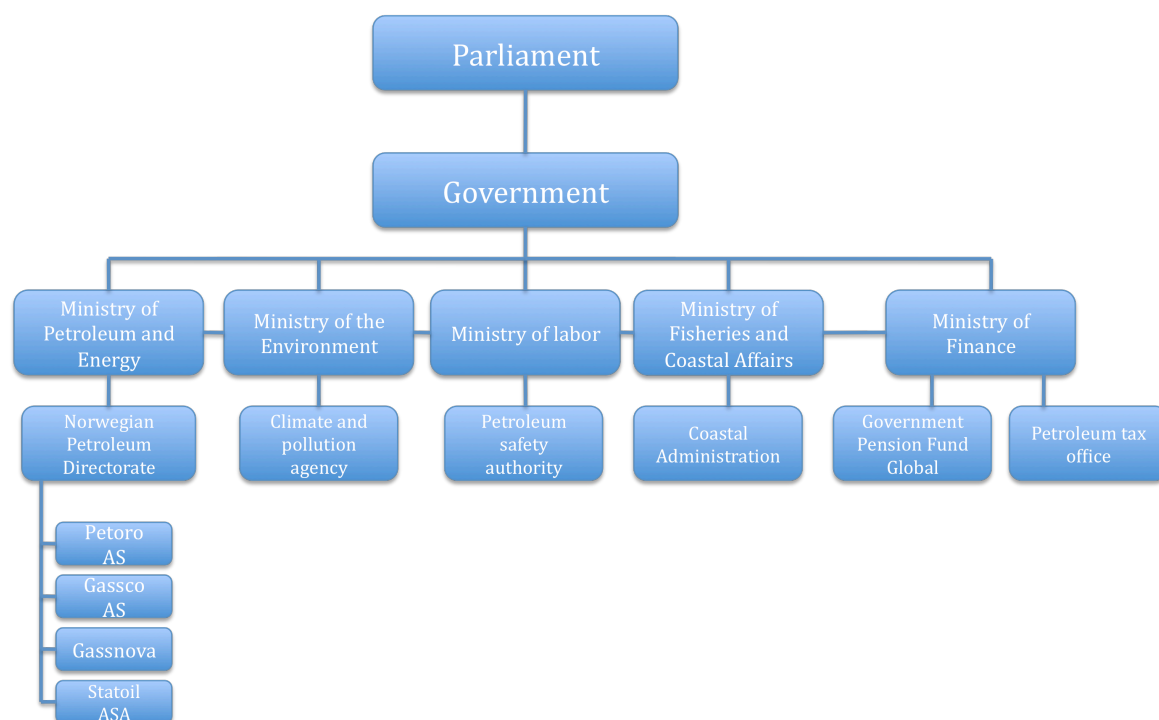 Parliament
Government
Ministry of
Petroleum and
Energy
Ministry of the
Environment
Ministry of labor
Ministry of
Fisheries and
Coastal Affairs
Ministry of
Finance
Norwegian
Petroleum
Directorate
Climate and
pollution
agency
Petroleum
safety
authority
Coastal
Administration
Government
Pension Fund
Global
Petroleum tax
office
Petoro
AS
Gassco
AS
Gassnova
Statoil
ASA